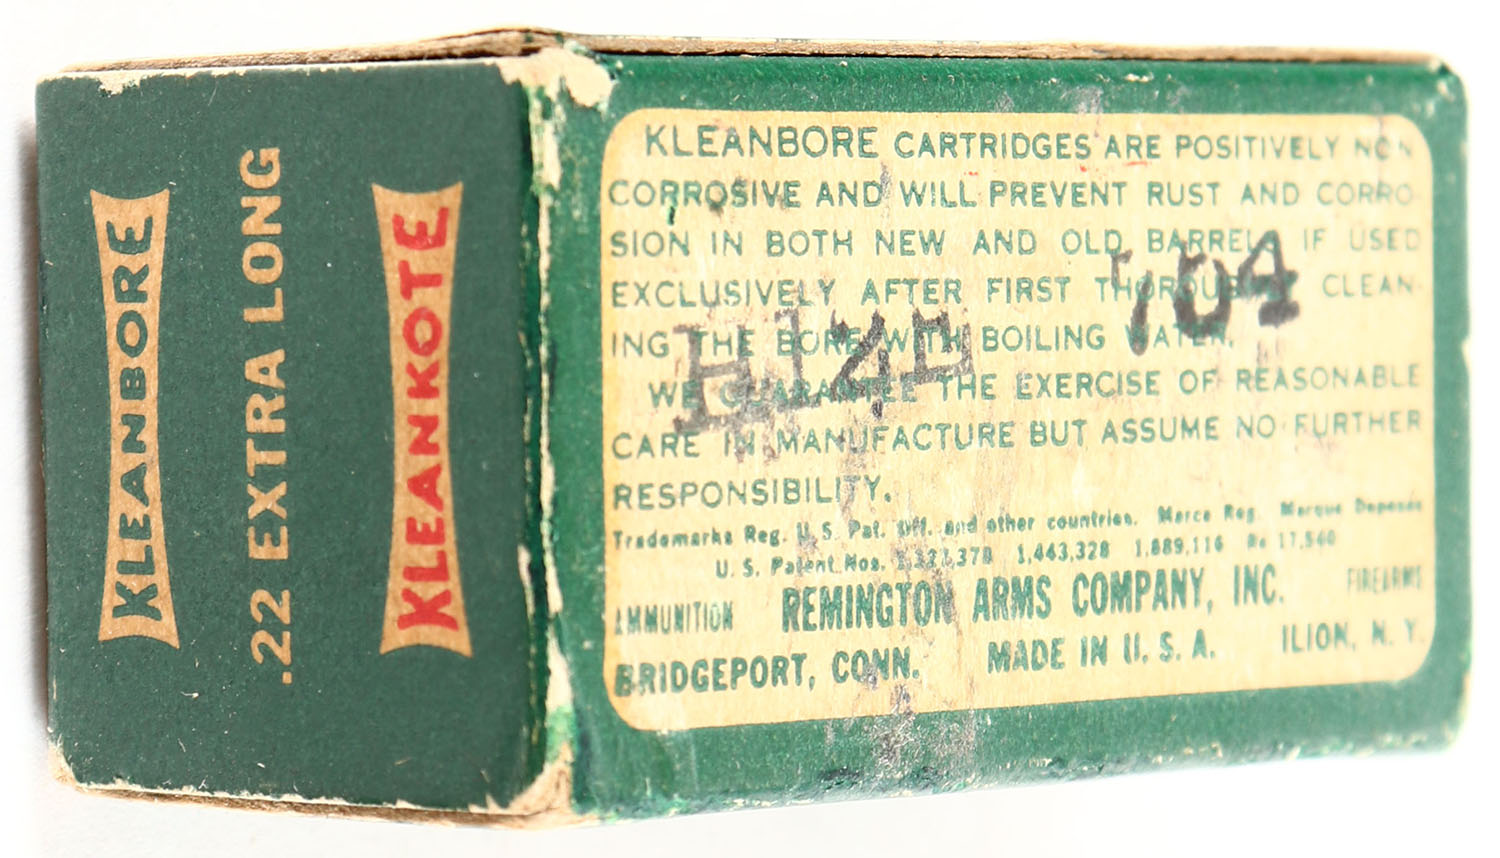 KLEANBORE
.22 EXTRA LONG
KLEANKOTE
KLEANBORE CARTRIDGES ARE POSITIVELY NON
CORROSIVE AND WILL PREVENT RUST AND CORRO-
SION IN BOTH NEW AND OLD BARRELS IF USED
EXCLUSIVELY AFTER FIRST THOROUGHLY CLEAN-
ING THE BORE WITH BOILING WATER.
WE GUARANTEE THE EXERCISE OF REASONABLE
CARE IN MANUFACTURE BUT ASSUME NO FURTHER
RESPONSIBILITY.
Trademarks Reg. U. S. Pat. Off. and other countries. Marca Reg. Marque Deposée
U. S. Patent Nos. 1,443,328 1,889,116 Re 17,540
REMINGTON ARMS COMPANY, INC.
AMMUNITION FIREARMS
BRIDGEPORT, CONN. MADE IN U. S. A. ILION, N. Y.